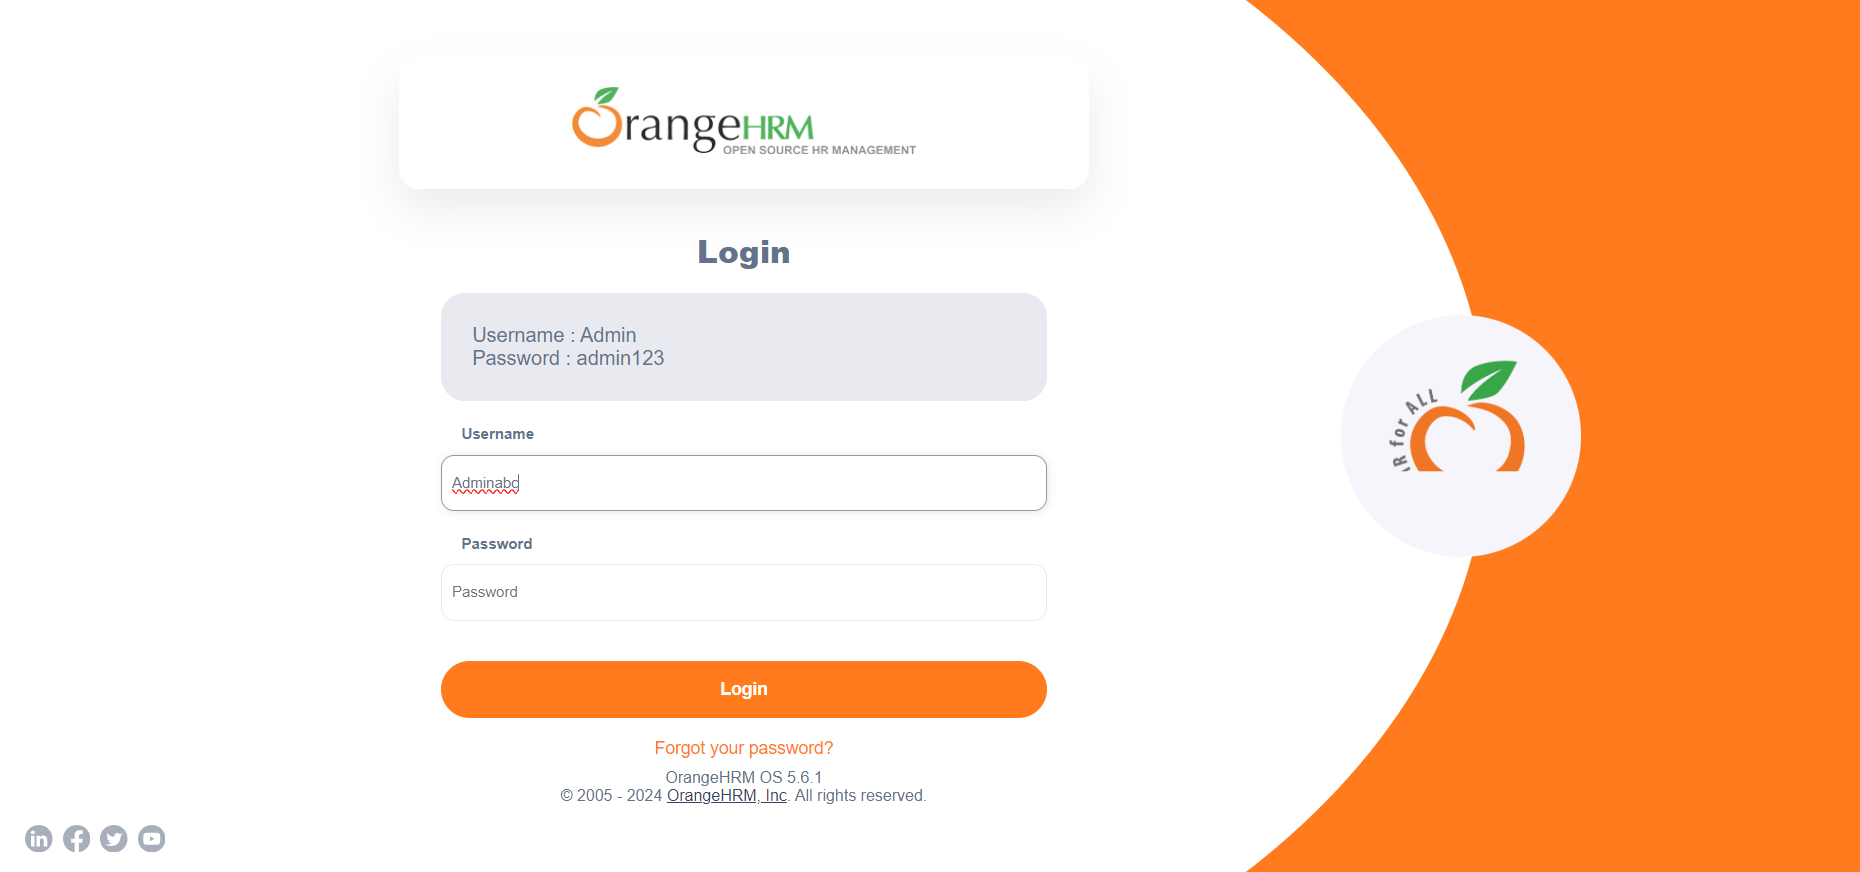 OrangeHRM
OPEN SOURCE HR MANAGEMENT
Login
Username : Admin
Password : admin123
Username
Adminabc
Password
Password
Login
Forgot your password?
OrangeHRM OS 5.6.1
© 2005 - 2024 OrangeHRM, Inc. All rights reserved.
R for ALL
in
f